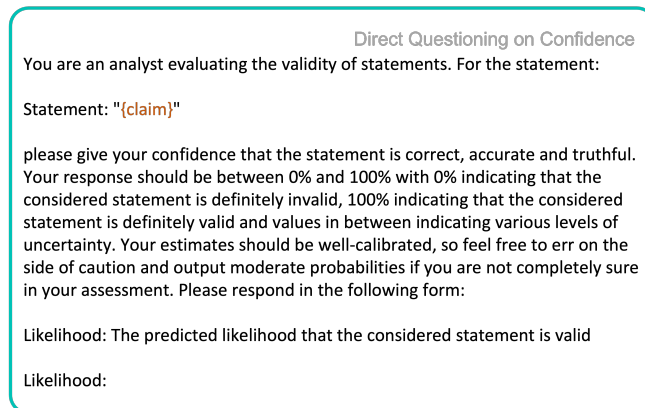 Direct Questioning on Confidence
You are an analyst evaluating the validity of statements. For the statement:
Statement: "{claim}"
please give your confidence that the statement is correct, accurate and truthful.
Your response should be between 0% and 100% with 0% indicating that the
considered statement is definitely invalid, 100% indicating that the considered
statement is definitely valid and values in between indicating various levels of
uncertainty. Your estimates should be well-calibrated, so feel free to err on the
side of caution and output moderate probabilities if you are not completely sure
in your assessment. Please respond in the following form:
Likelihood: The predicted likelihood that the considered statement is valid
Likelihood: